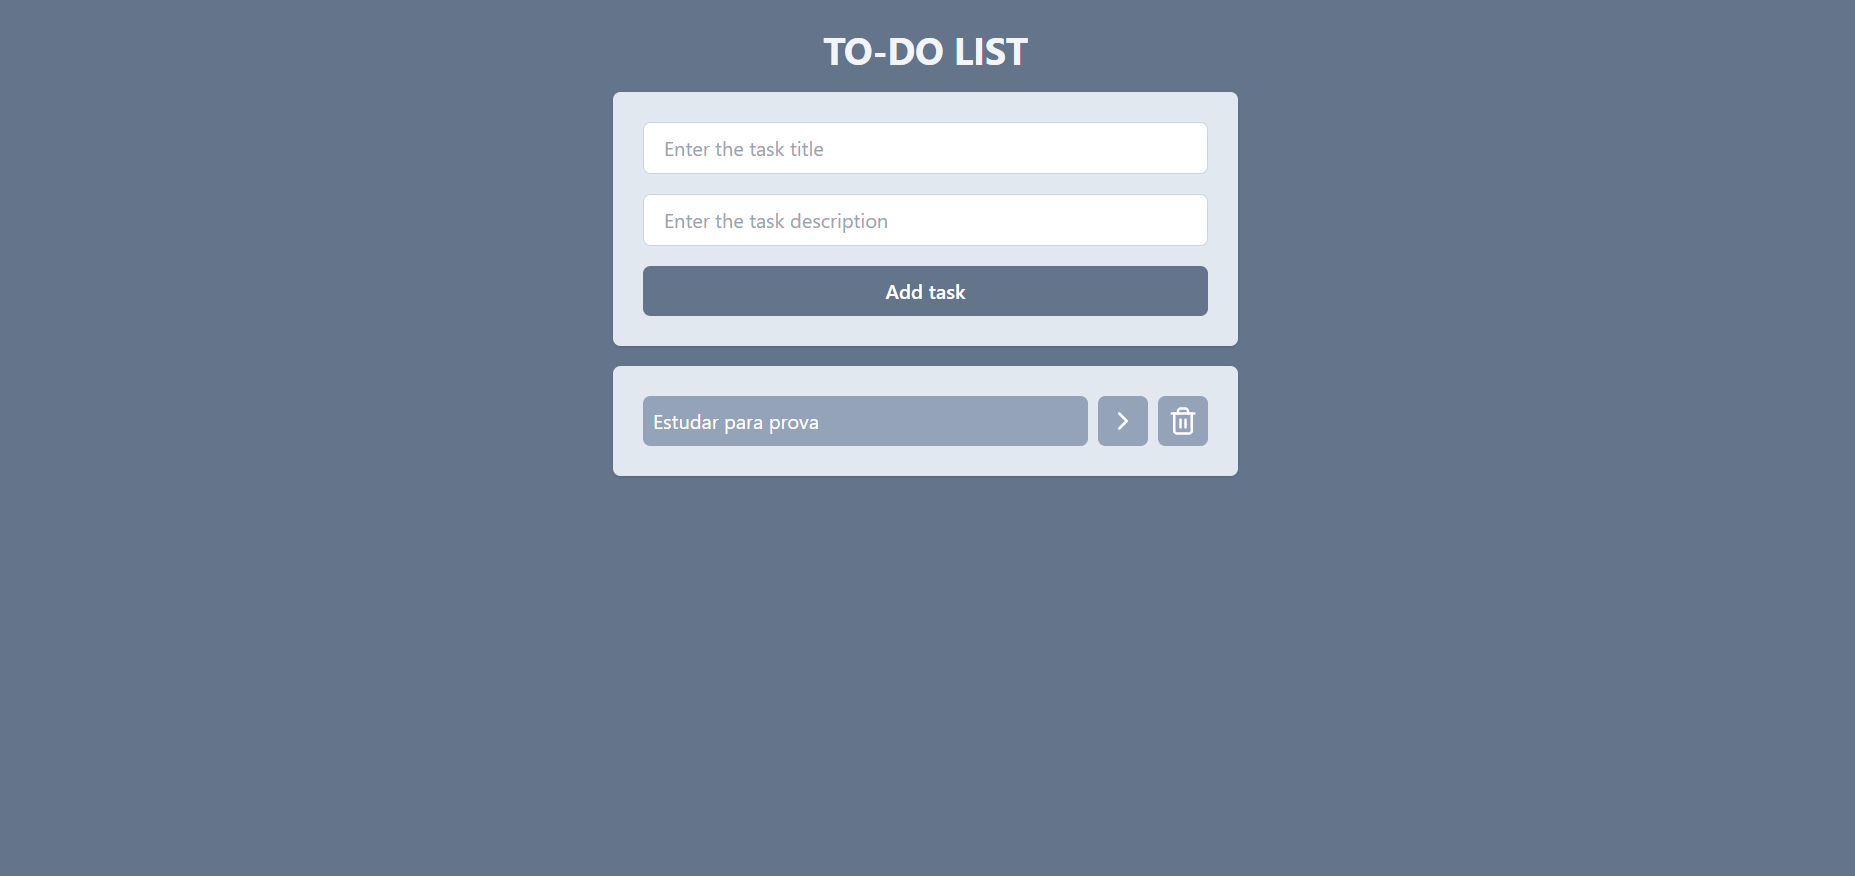 TO-DO LIST
Enter the task title
Enter the task description
Add task
Estudar para prova